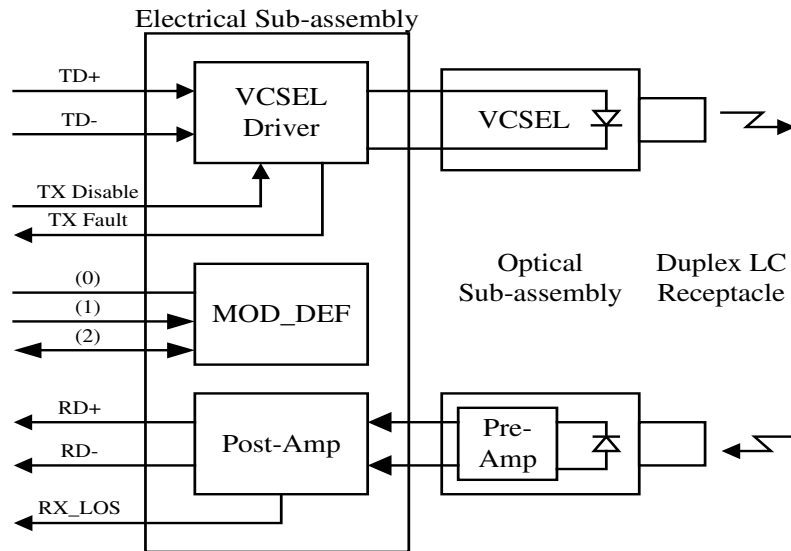 Electrical Sub-assembly
TD+
TD-
VCSEL
Driver
VCSEL
TX Disable
TX Fault
(0)
(1)
(2)
MOD_DEF
Optical
Sub-assembly
Duplex LC
Receptacle
RD+
RD-
Post-Amp
Pre-
Amp
RX_LOS